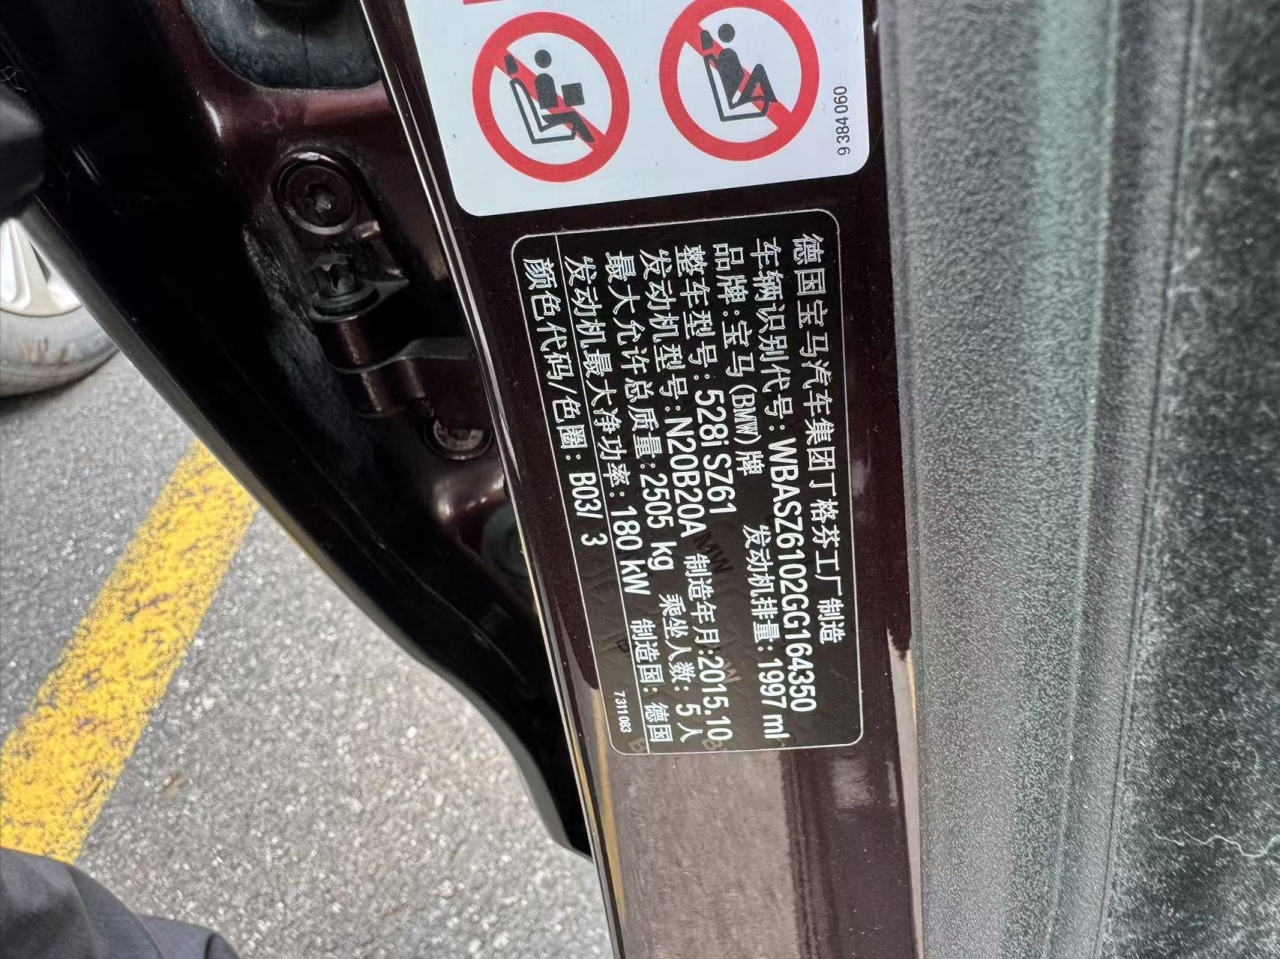 9 384 060
德国宝马汽车集团丁格芬工厂制造
车辆识别代号: WBASZ6102GG164350
品牌:宝马(BMW)牌 发动机排量: 1997 ml
整车型号: 528i SZ61
发动机型号: N20B20A 制造年月:2015.10
最大允许总质量:2505 kg 乘坐人数: 5人
发动机最大净功率: 180 kW 制造国: 德国
颜色代码/色圈: B03/ 3 7311083